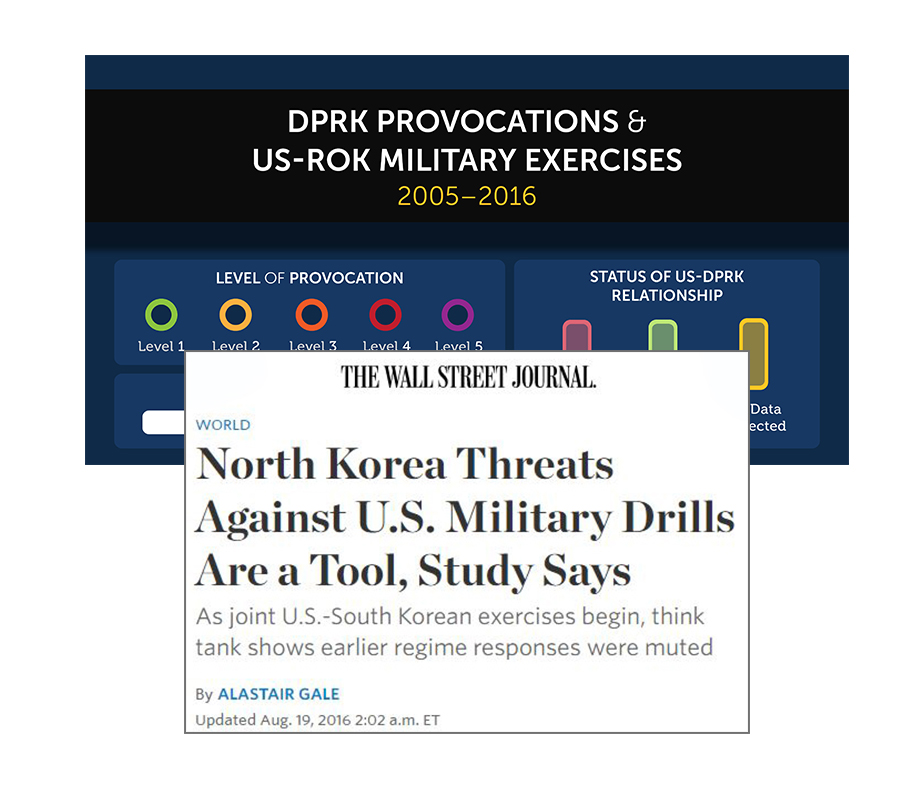 DPRK PROVOCATIONS &
US-ROK MILITARY EXERCISES
2005–2016
LEVEL OF PROVOCATION
Level 1
Level 2
Level 3
Level 4
Level 5
STATUS OF US-DPRK
RELATIONSHIP
Data
THE WALL STREET JOURNAL.
WORLD
North Korea Threats
Against U.S. Military Drills
Are a Tool, Study Says
As joint U.S.-South Korean exercises begin, think
tank shows earlier regime responses were muted
By ALASTAIR GALE
Updated Aug. 19, 2016 2:02 a.m. ET